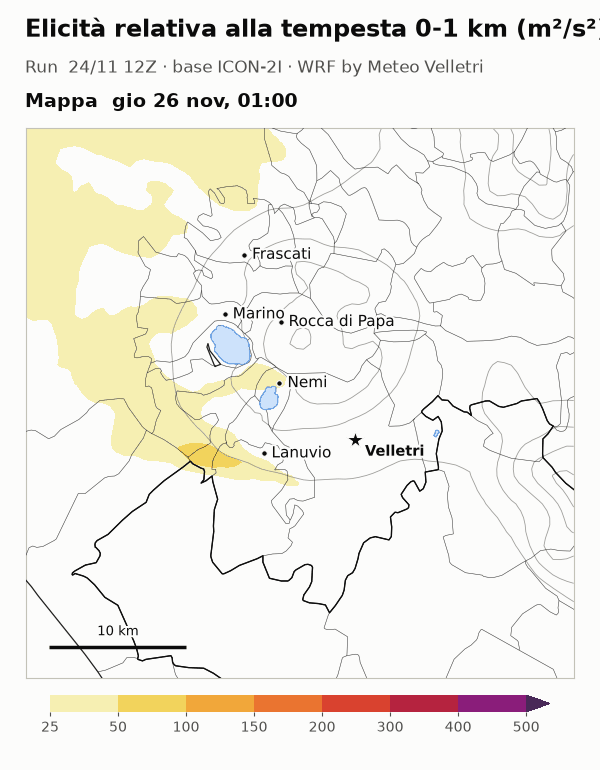 Elicità relativa alla tempesta 0-1 km (m²/s²)
Run 24/11 12Z · base ICON-2I · WRF by Meteo Velletri
Mappa gio 26 nov, 01:00
Frascati
Marino
Rocca di Papa
Nemi
Velletri
Lanuvio
10 km
25 50 100 150 200 300 400 500